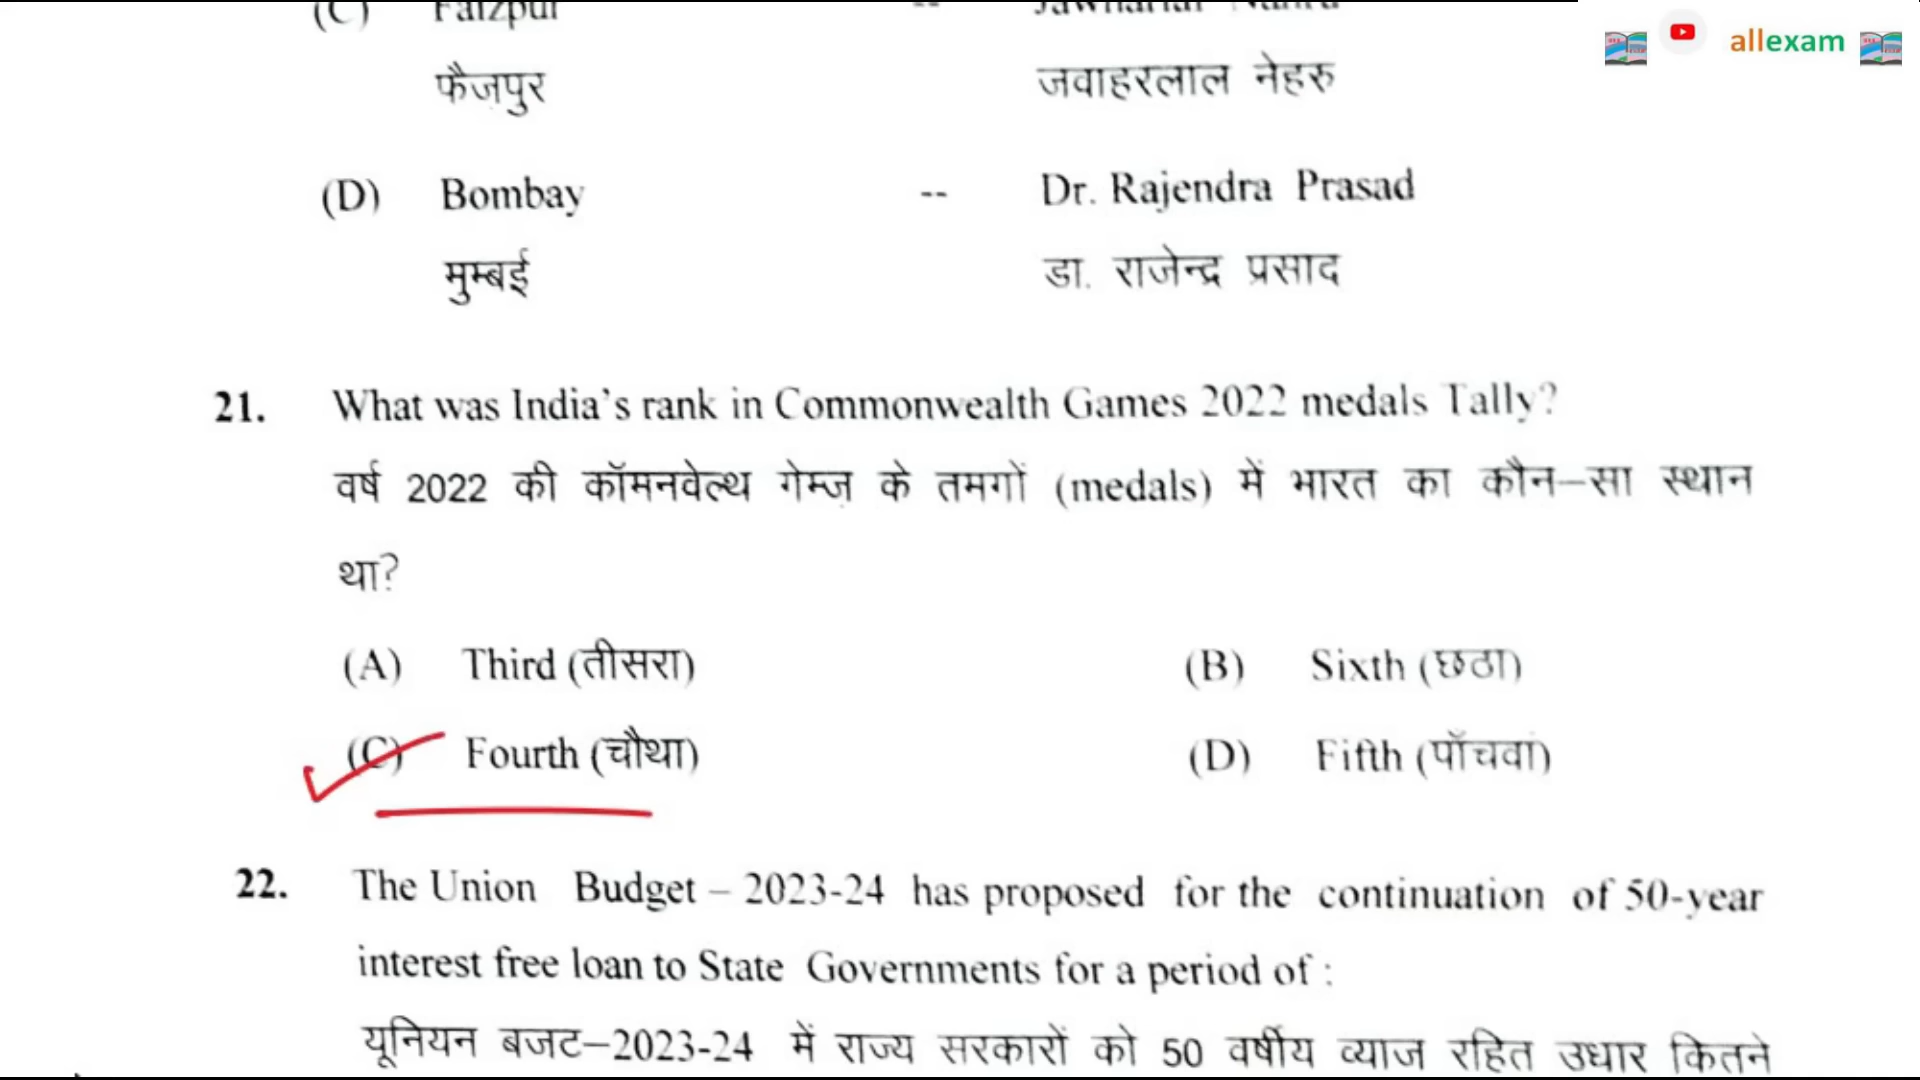 allexam
(C) Faizpur -- Jawaharlal Nehru
फैजपुर जवाहरलाल नेहरु
(D) Bombay -- Dr. Rajendra Prasad
मुम्बई डा. राजेन्द्र प्रसाद
21. What was India's rank in Commonwealth Games 2022 medals Tally?
वर्ष 2022 की कॉमनवेल्थ गेम्ज़ के तमगों (medals) में भारत का कौन–सा स्थान
था?
(A) Third (तीसरा) (B) Sixth (छठा)
(C) Fourth (चौथा) (D) Fifth (पाँचवा)
22. The Union Budget – 2023-24 has proposed for the continuation of 50-year
interest free loan to State Governments for a period of :
यूनियन बजट–2023-24 में राज्य सरकारों को 50 वर्षीय व्याज रहित उधार कितने